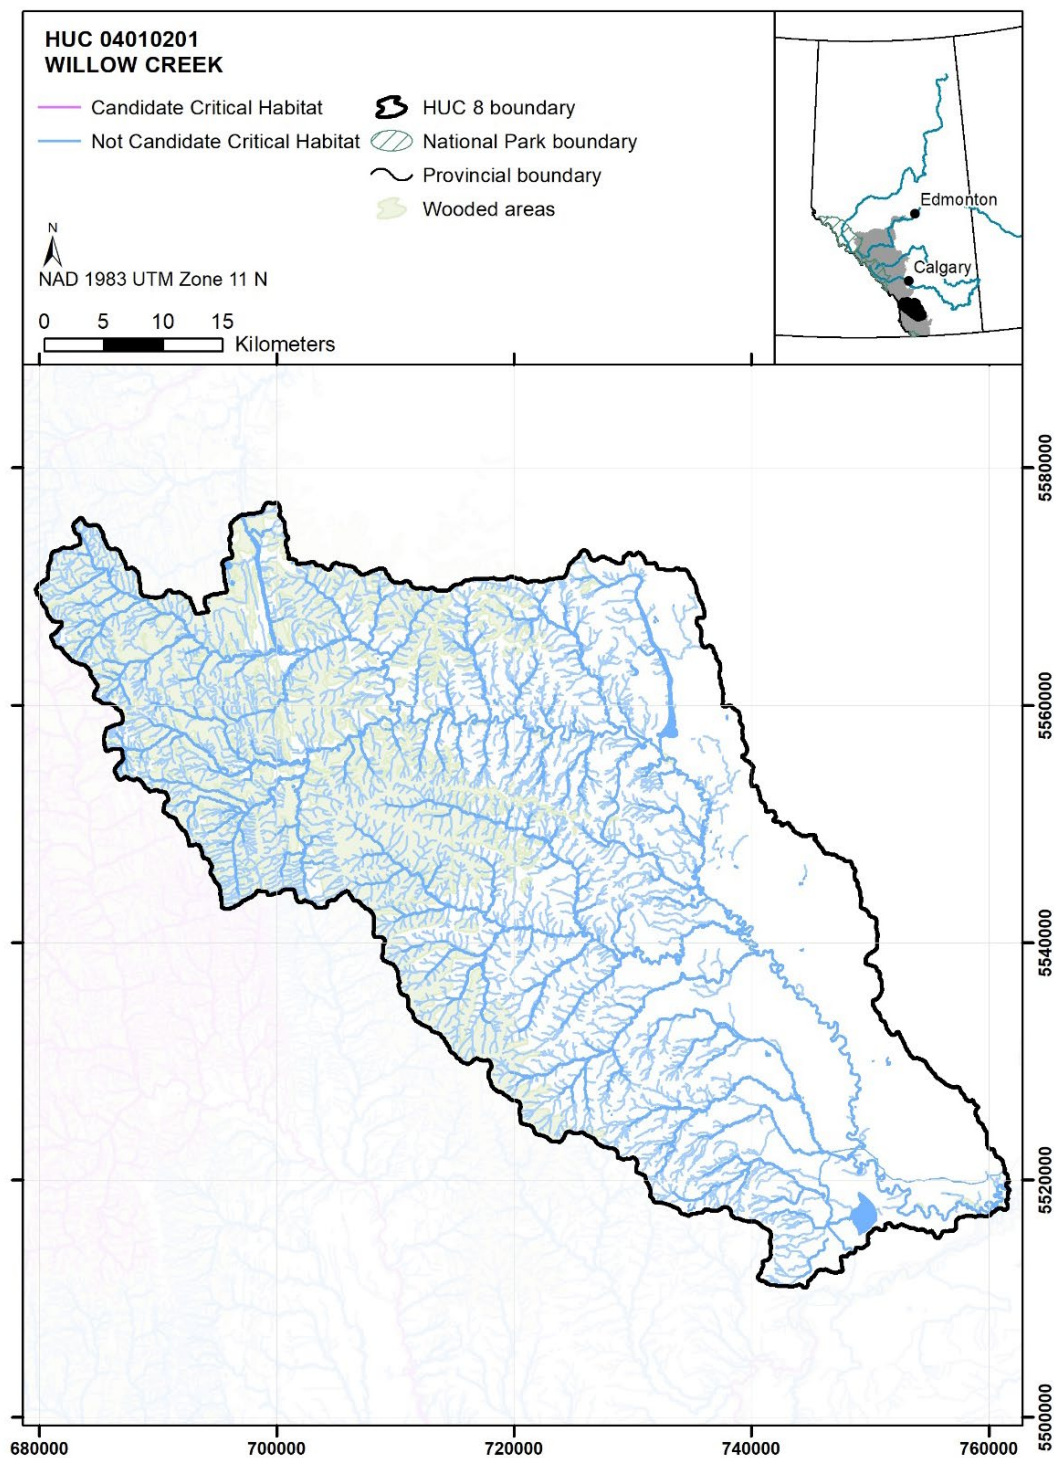 HUC 04010201
WILLOW CREEK
Candidate Critical Habitat
Not Candidate Critical Habitat
HUC 8 boundary
National Park boundary
Provincial boundary
Wooded areas
N
NAD 1983 UTM Zone 11 N
0 5 10 15
Kilometers
Edmonton
Calgary
5580000
5560000
5540000
5520000
5500000
680000 700000 720000 740000 760000